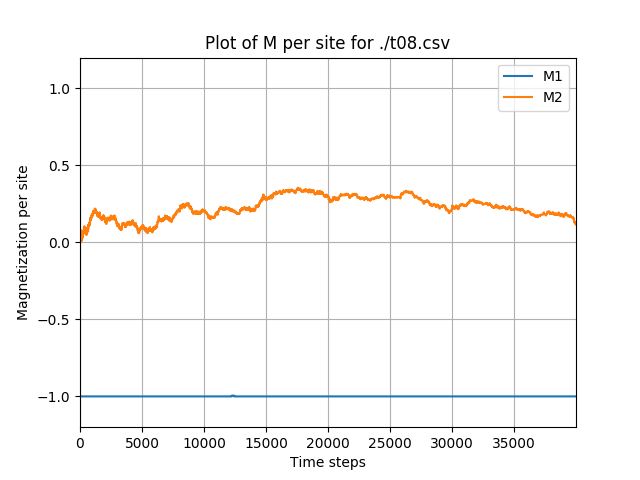 Plot of M per site for ./t08.csv
M1
M2
Magnetization per site
1.0
0.5
0.0
−0.5
−1.0
0 5000 10000 15000 20000 25000 30000 35000
Time steps